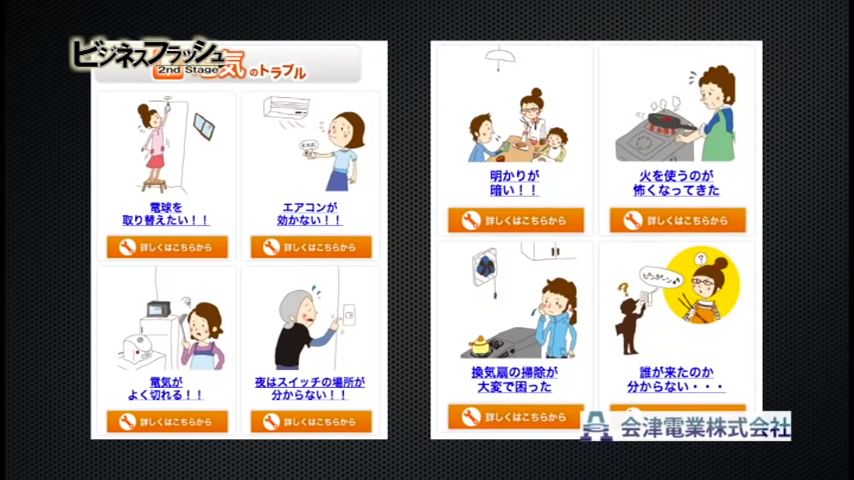 ビジネスフラッシュ
2nd Stage
気のトラブル
電球を
取り替えたい！！
詳しくはこちらから
エアコンが
効かない！！
詳しくはこちらから
電気が
よく切れる！！
詳しくはこちらから
夜はスイッチの場所が
分からない！！
詳しくはこちらから
明かりが
暗い！！
詳しくはこちらから
火を使うのが
怖くなってきた
詳しくはこちらから
換気扇の掃除が
大変で困った
詳しくはこちらから
ピンポーン♪
誰が来たのか
分からない・・・
会津電業株式会社